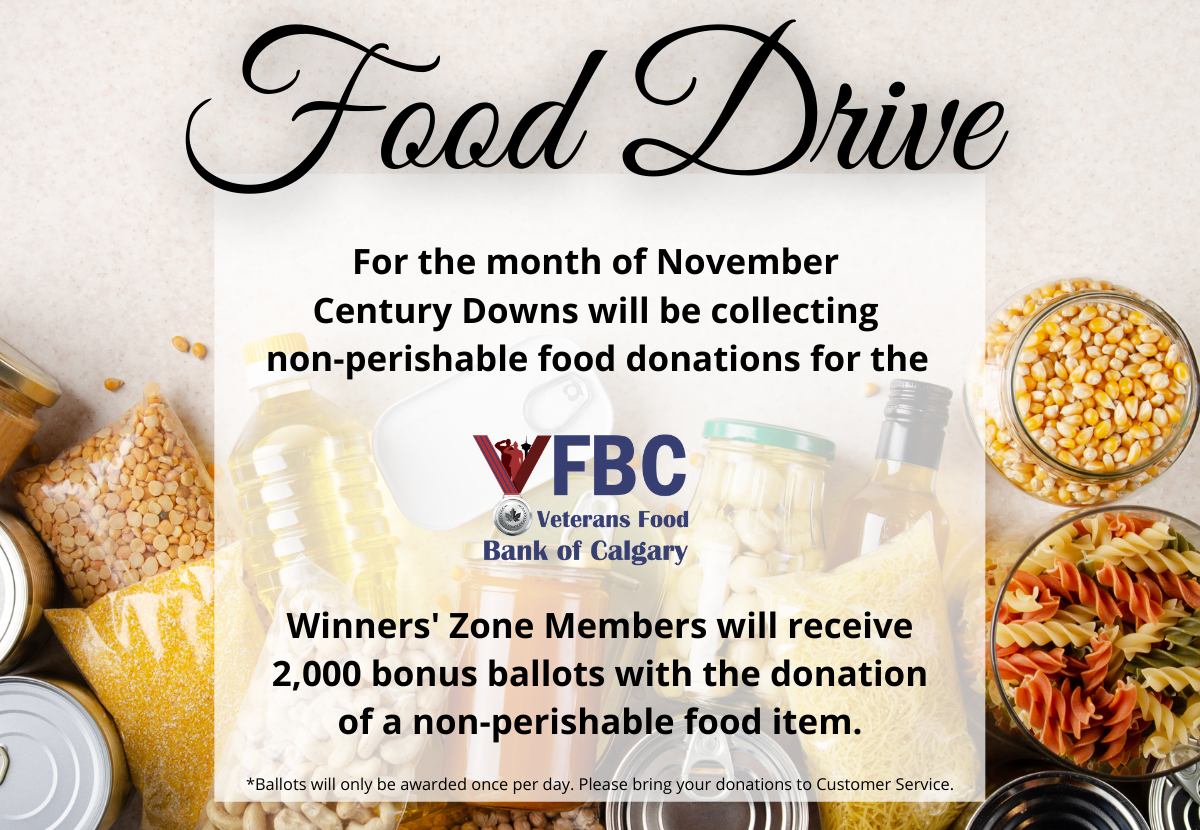 Food Drive
For the month of November
Century Downs will be collecting
non-perishable food donations for the
VFBC
Veterans Food
Bank of Calgary
Winners' Zone Members will receive
2,000 bonus ballots with the donation
of a non-perishable food item.
*Ballots will only be awarded once per day. Please bring your donations to Customer Service.